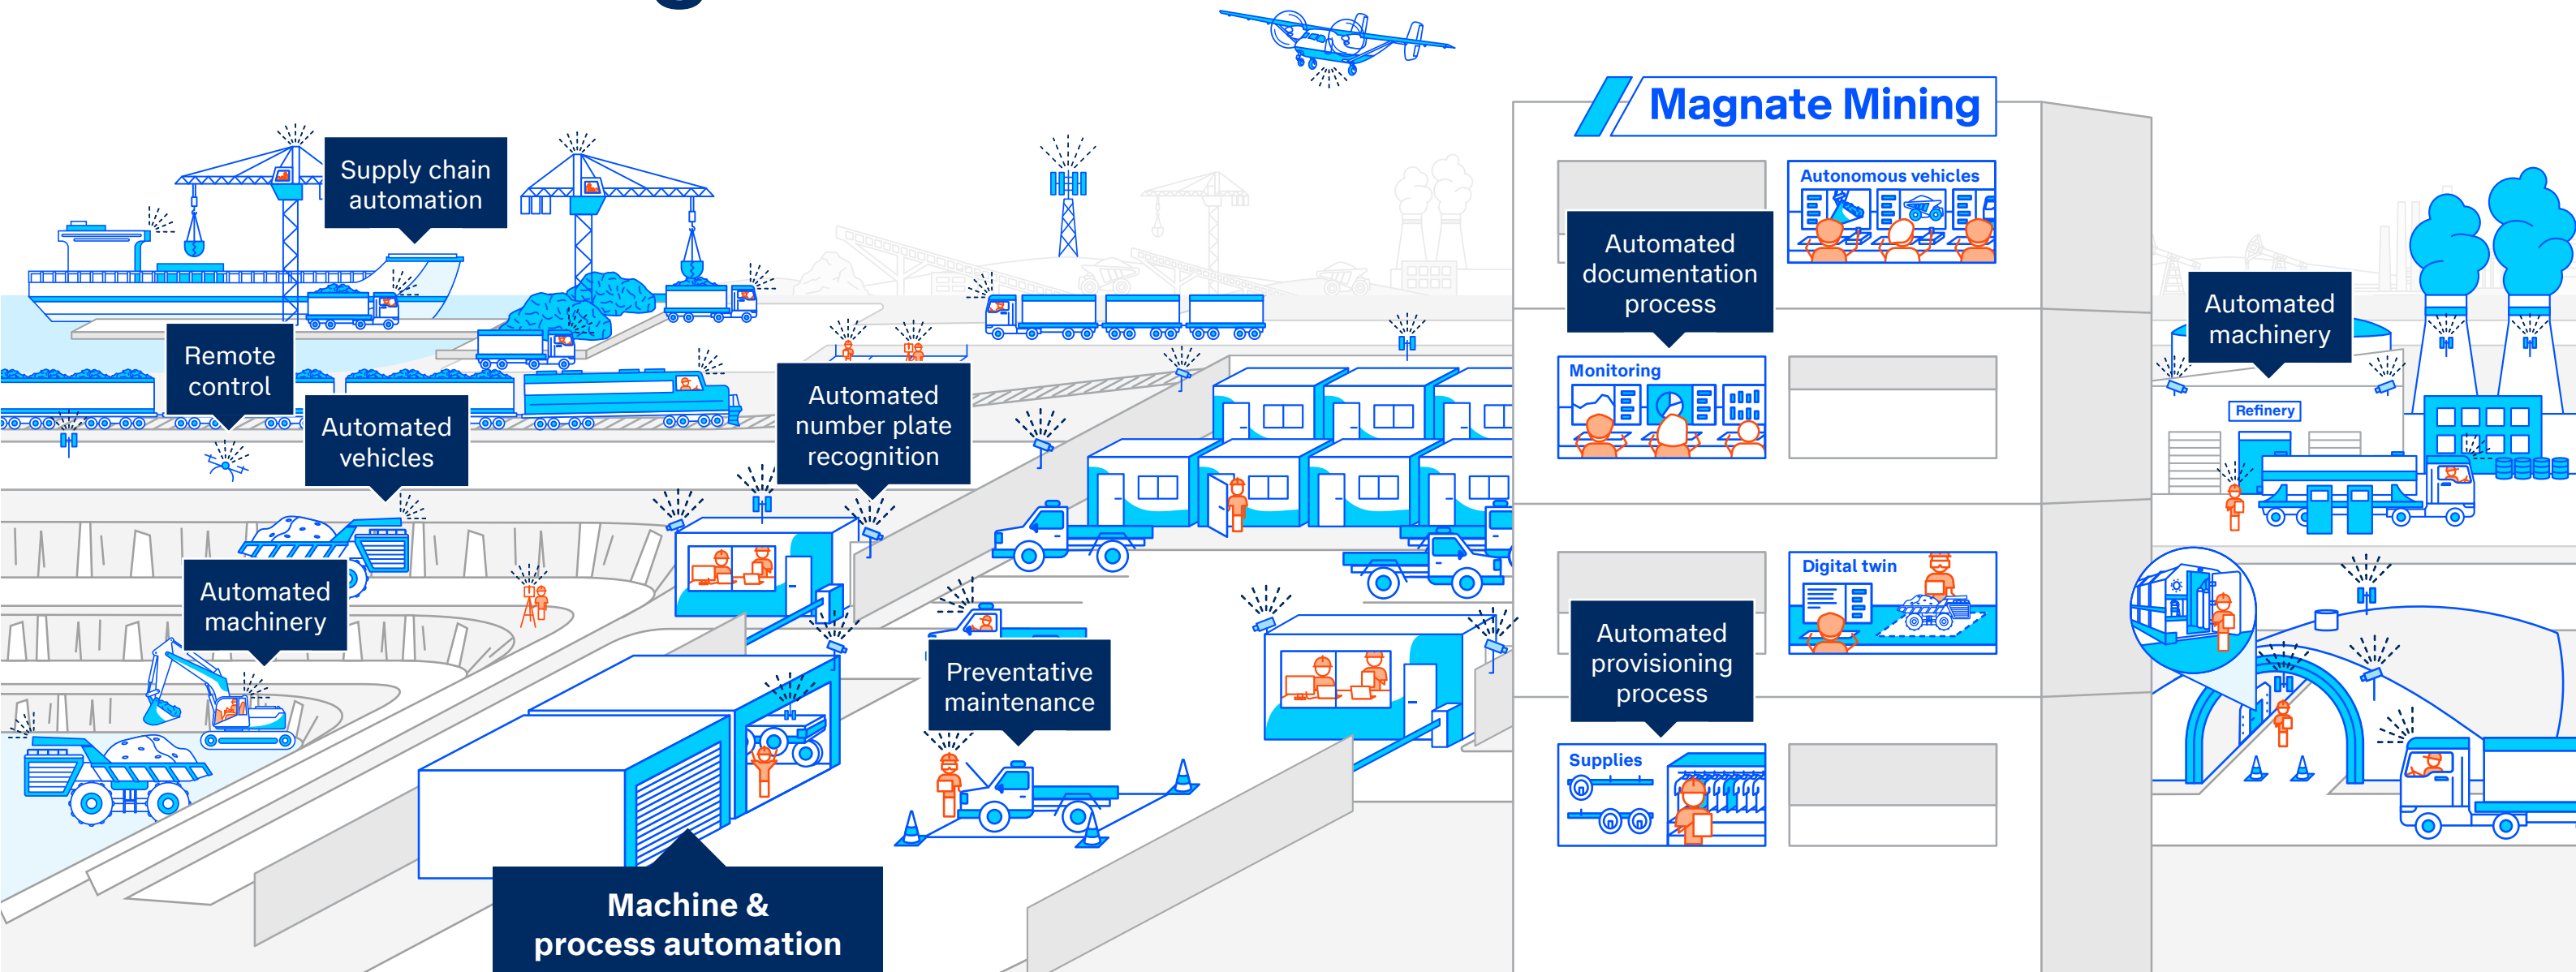 Magnate Mining
Supply chain
automation
Autonomous vehicles
Automated
documentation
process
Automated
machinery
Remote
control
Automated
vehicles
Automated
number plate
recognition
Monitoring
Refinery
Automated
machinery
Digital twin
Preventative
maintenance
Automated
provisioning
process
Supplies
Machine &
process automation